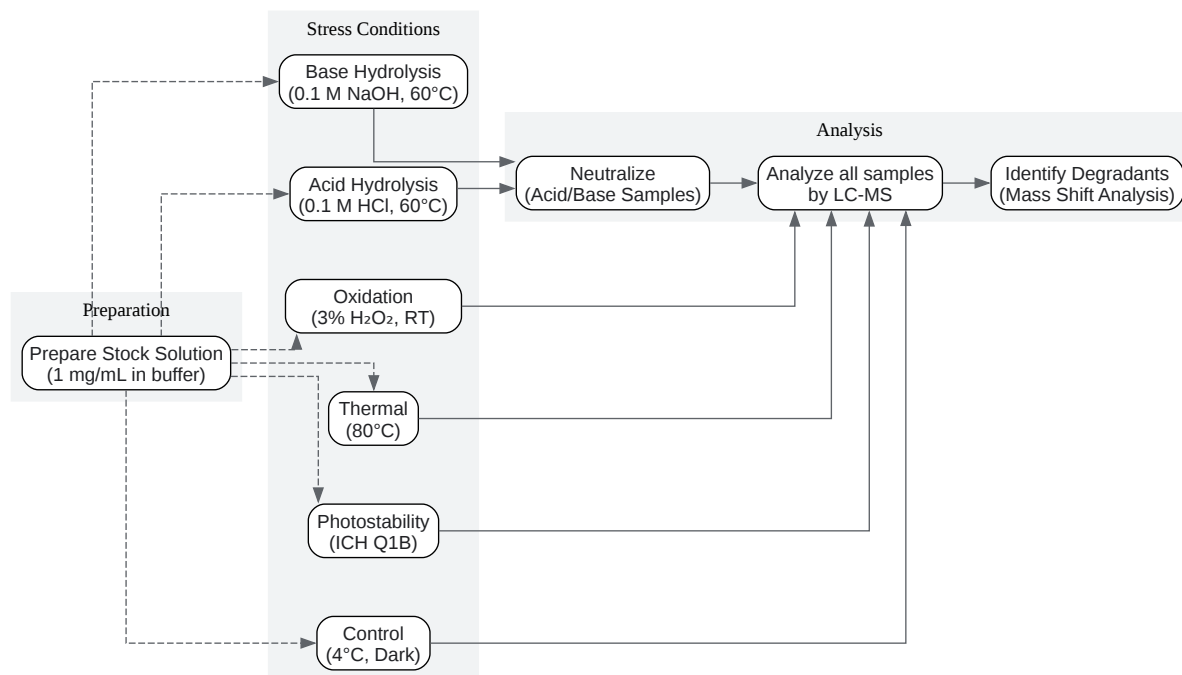 Stress Conditions
Base Hydrolysis
(0.1 M NaOH, 60°C)
Analysis
Acid Hydrolysis
(0.1 M HCl, 60°C)
Neutralize
(Acid/Base Samples)
Analyze all samples
by LC-MS
Identify Degradants
(Mass Shift Analysis)
Preparation
Prepare Stock Solution
(1 mg/mL in buffer)
Oxidation
(3% H₂O₂, RT)
Thermal
(80°C)
Photostability
(ICH Q1B)
Control
(4°C, Dark)